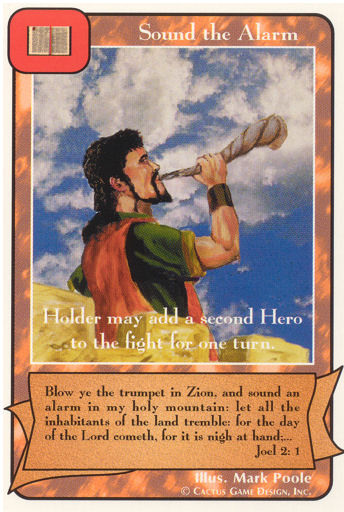 Sound the Alarm
Holder may add a second Hero
to the fight for one turn.
Blow ye the trumpet in Zion, and sound an
alarm in my holy mountain: let all the
inhabitants of the land tremble: for the day
of the Lord cometh, for it is nigh at hand;...
Joel 2: 1
Illus. Mark Poole
© Cactus Game Design, Inc.